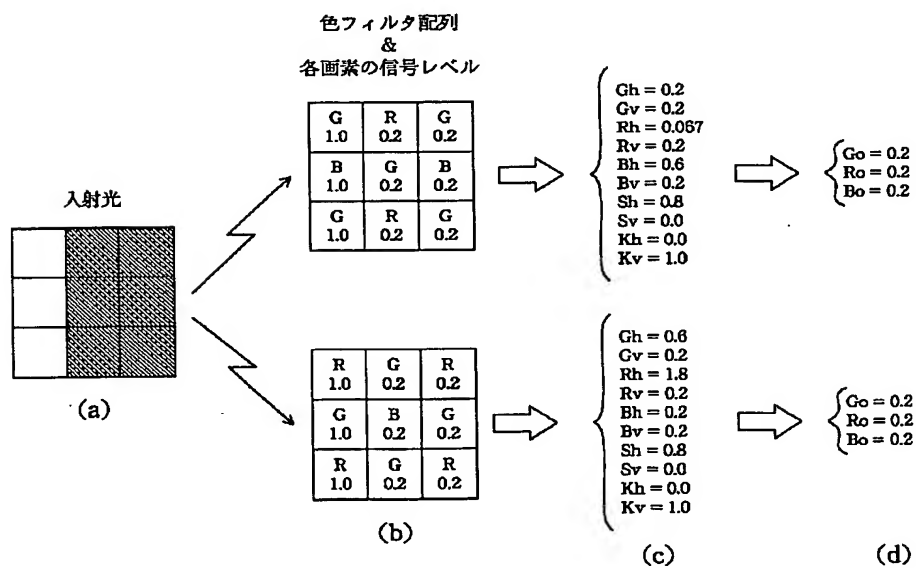 色フィルタ配列
&
各画素の信号レベル
入射光
G R G
1.0 0.2 0.2
B G B
1.0 0.2 0.2
G R G
1.0 0.2 0.2
Gh = 0.2
Gv = 0.2
Rh = 0.067
Rv = 0.2
Bh = 0.6
Bv = 0.2
Sh = 0.8
Sv = 0.0
Kh = 0.0
Kv = 1.0
Go = 0.2
Ro = 0.2
Bo = 0.2
R G R
1.0 0.2 0.2
G B G
1.0 0.2 0.2
R G R
1.0 0.2 0.2
Gh = 0.6
Gv = 0.2
Rh = 1.8
Rv = 0.2
Bh = 0.2
Bv = 0.2
Sh = 0.8
Sv = 0.0
Kh = 0.0
Kv = 1.0
Go = 0.2
Ro = 0.2
Bo = 0.2
(a)
(b)
(c)
(d)